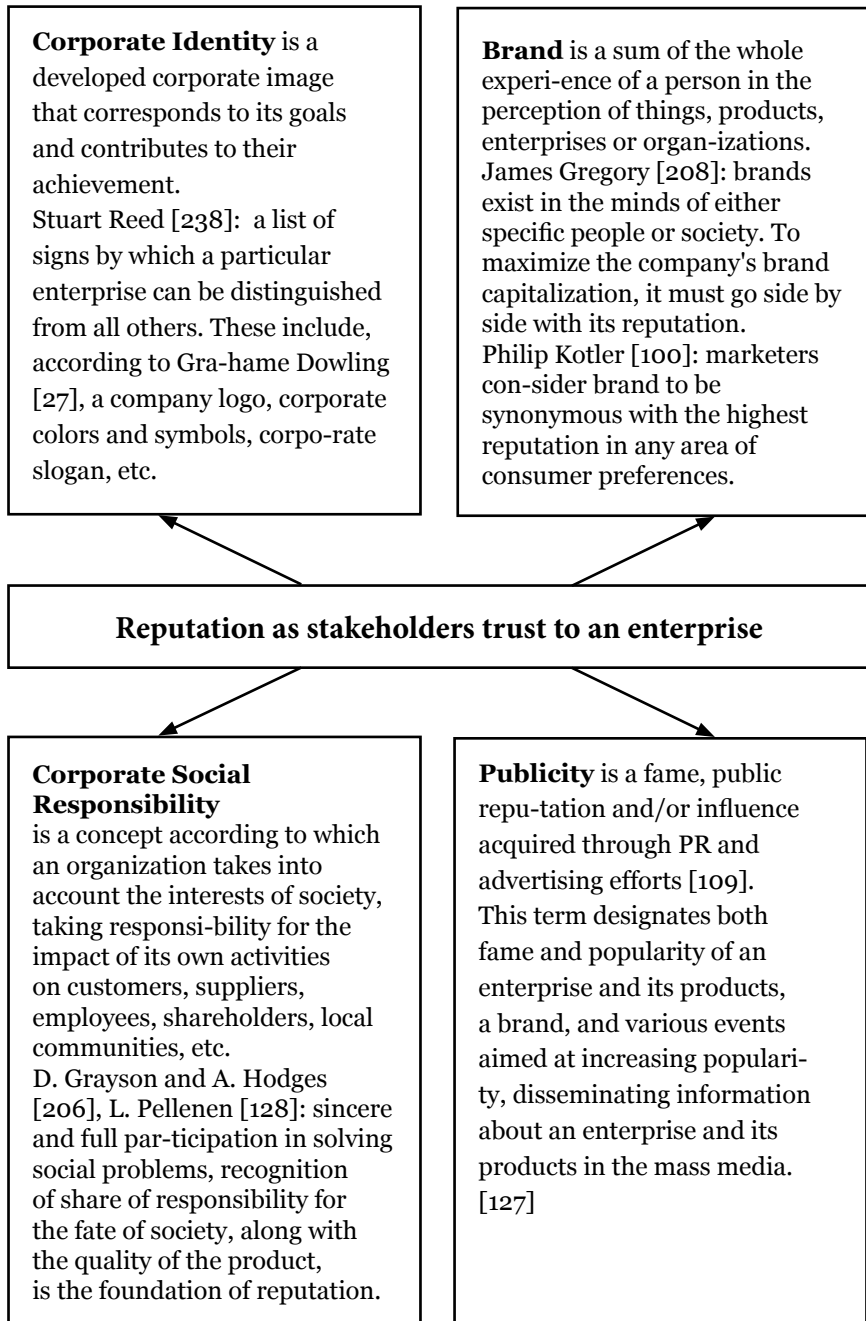 Corporate Identity is a
developed corporate image
that corresponds to its goals
and contributes to their
achievement.
Stuart Reed [238]:  a list of
signs by which a particular
enterprise can be distinguished
from all others. These include,
according to Gra-hame Dowling
[27], a company logo, corporate
colors and symbols, corpo-rate
slogan, etc.
Brand is a sum of the whole
experi-ence of a person in the
perception of things, products,
enterprises or organ-izations.
James Gregory [208]: brands
exist in the minds of either
specific people or society. To
maximize the company's brand
capitalization, it must go side by
side with its reputation.
Philip Kotler [100]: marketers
con-sider brand to be
synonymous with the highest
reputation in any area of
consumer preferences.
Reputation as stakeholders trust to an enterprise
Corporate Social
Responsibility
is a concept according to which
an organization takes into
account the interests of society,
taking responsi-bility for the
impact of its own activities
on customers, suppliers,
employees, shareholders, local
communities, etc.
D. Grayson and A. Hodges
[206], L. Pellenen [128]: sincere
and full par-ticipation in solving
social problems, recognition
of share of responsibility for
the fate of society, along with
the quality of the product,
is the foundation of reputation.
Publicity is a fame, public
repu-tation and/or influence
acquired through PR and
advertising efforts [109].
This term designates both
fame and popularity of an
enterprise and its products,
a brand, and various events
aimed at increasing populari-
ty, disseminating information
about an enterprise and its
products in the mass media.
[127]